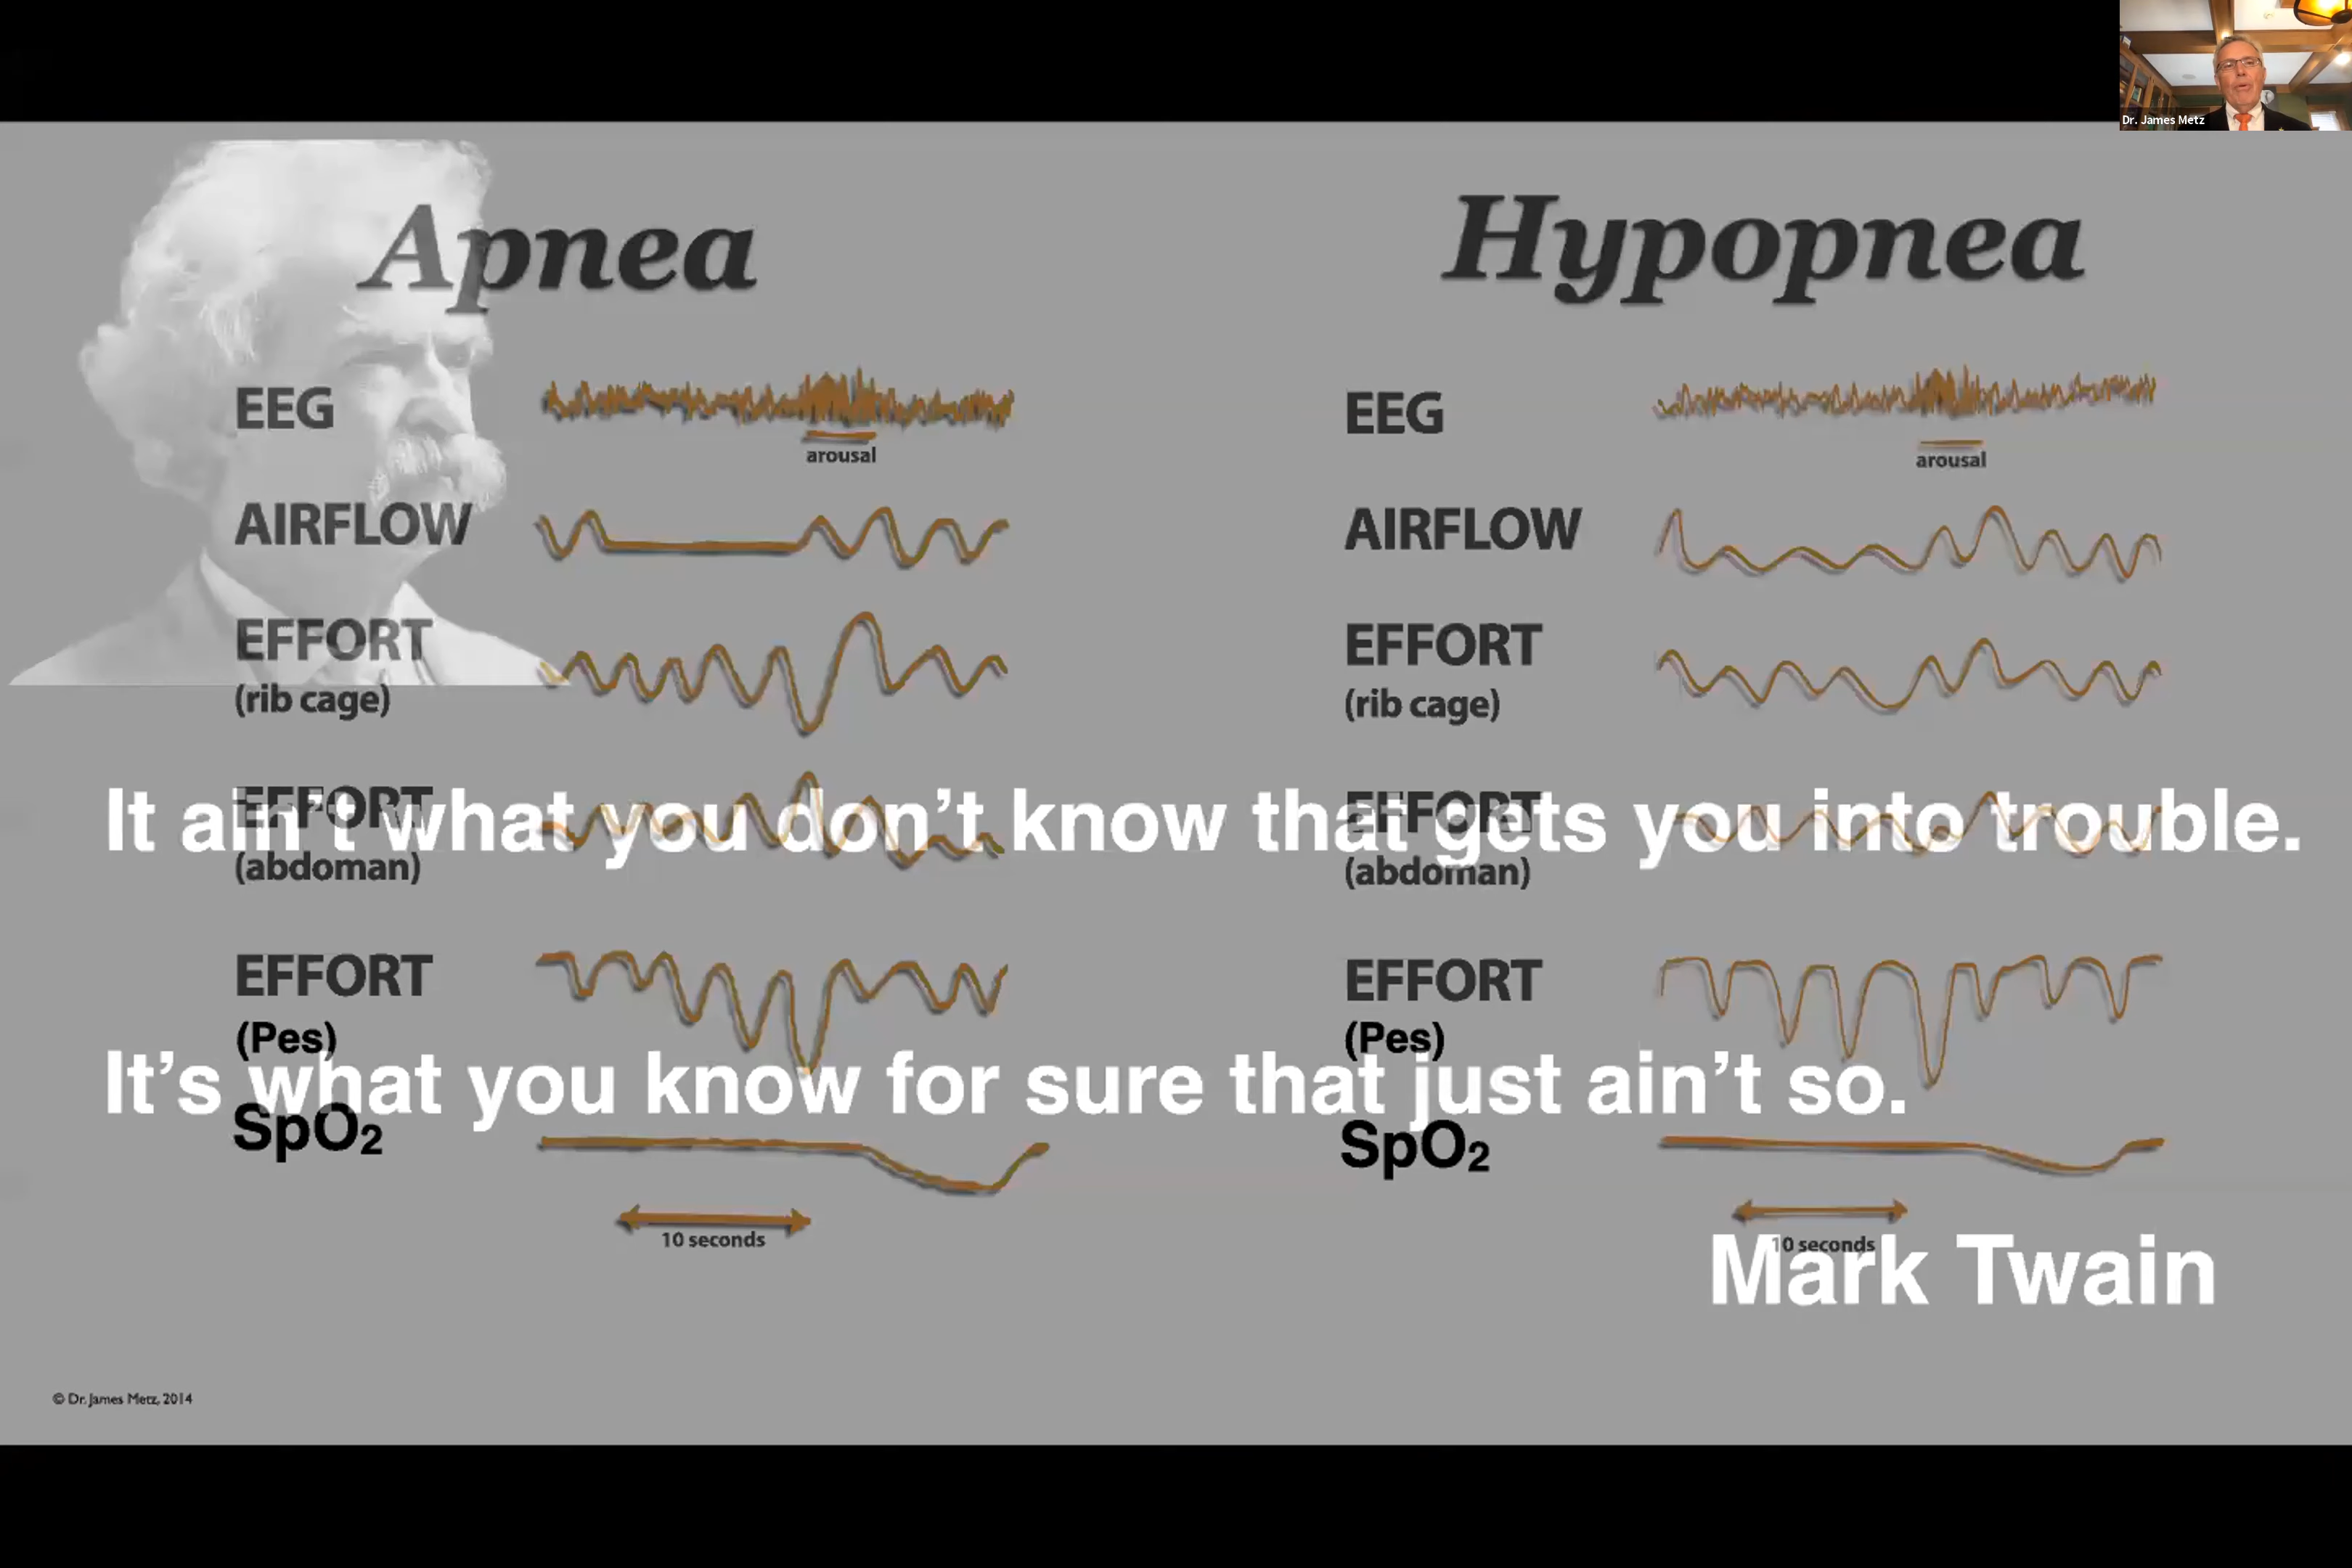 Dr. James Metz
Apnea
EEG
arousal
AIRFLOW
EFFORT
(rib cage)
EFFORT
(abdoman)
EFFORT
(Pes)
SpO₂
10 seconds
Hypopnea
EEG
arousal
AIRFLOW
EFFORT
(rib cage)
EFFORT
(abdoman)
EFFORT
(Pes)
SpO₂
10 seconds
It ain’t what you don’t know that gets you into trouble.
It’s what you know for sure that just ain’t so.
Mark Twain
© Dr. James Metz, 2014